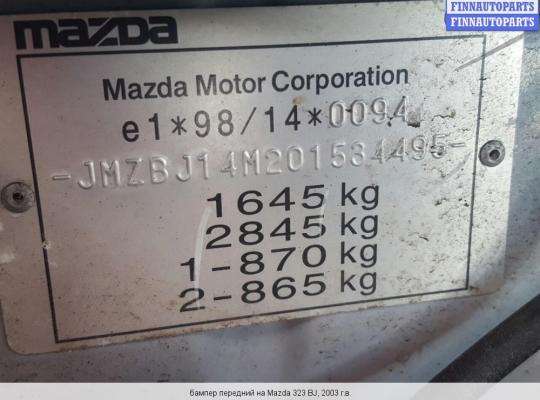 FINNAUTOPARTS
FINNAUTOPARTS
mazda
Mazda Motor Corporation
e1*98/14*0094
-JMZBJ14M201534495-
1645 kg
2845 kg
1-870 kg
2-865 kg
бампер передний на Mazda 323 BJ, 2003 г.в.